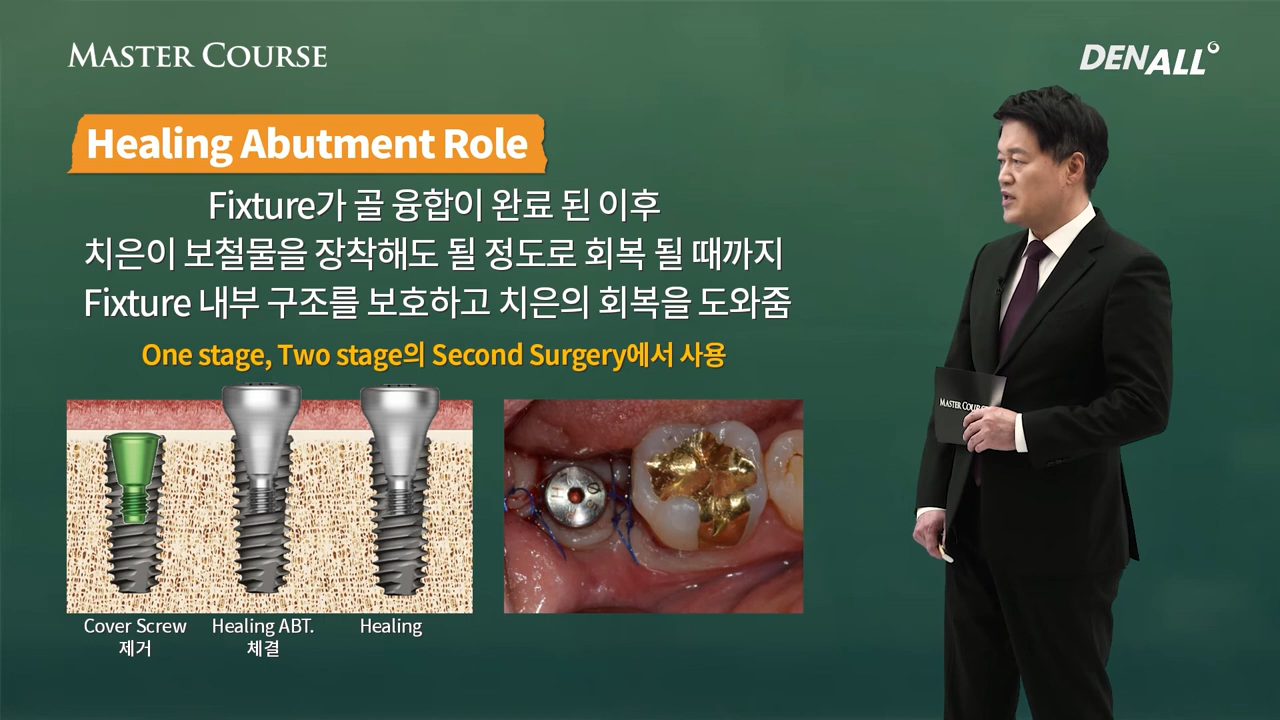 MASTER COURSE
DENALL
Healing Abutment Role
Fixture가 골 융합이 완료 된 이후
치은이 보철물을 장착해도 될 정도로 회복 될 때까지
Fixture 내부 구조를 보호하고 치은의 회복을 도와줌
One stage, Two stage의 Second Surgery에서 사용
MASTER COURSE
Cover Screw
제거
Healing ABT.
체결
Healing